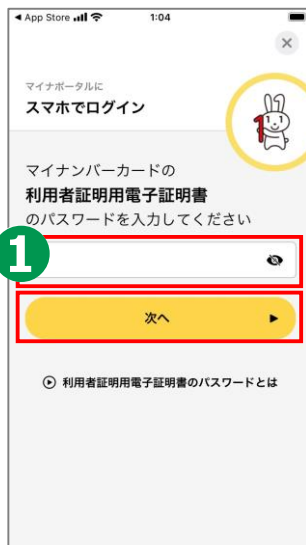 App Store 1:04
マイナポータルに
スマホでログイン
マイナンバーカードの
利用者証明用電子証明書
のパスワードを入力してください
1
次へ
利用者証明用電子証明書のパスワードとは